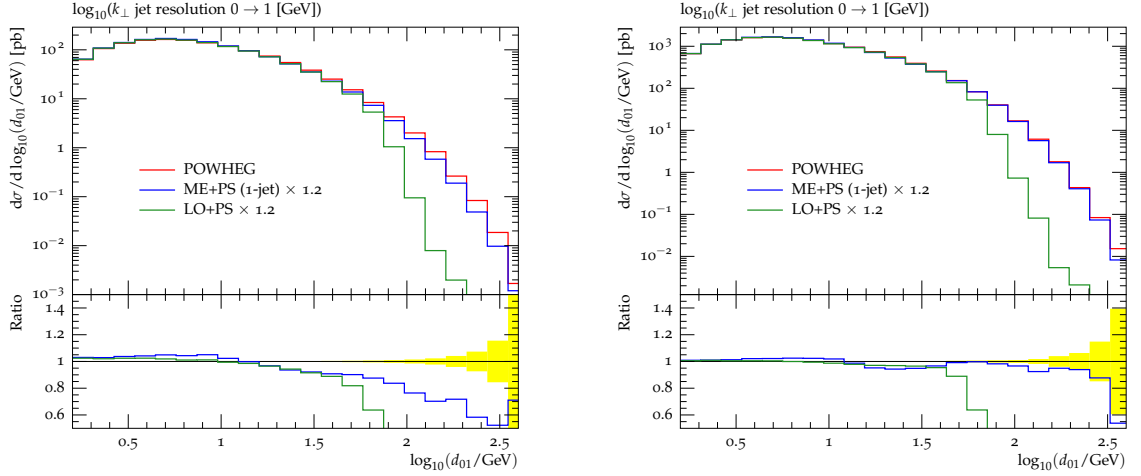 log₁₀(k⊥ jet resolution 0 → 1 [GeV])
dσ/d log₁₀(d₀₁/GeV) [pb]
10²
10¹
1
10⁻¹
10⁻²
10⁻³
POWHEG
ME+PS (1-jet) × 1.2
LO+PS × 1.2
Ratio
1.4
1.2
1
0.8
0.6
0.5 1 1.5 2 2.5
log₁₀(d₀₁/GeV)
log₁₀(k⊥ jet resolution 0 → 1 [GeV])
dσ/d log₁₀(d₀₁/GeV) [pb]
10³
10²
10¹
1
10⁻¹
10⁻²
POWHEG
ME+PS (1-jet) × 1.2
LO+PS × 1.2
Ratio
1.4
1.2
1
0.8
0.6
0.5 1 1.5 2 2.5
log₁₀(d₀₁/GeV)